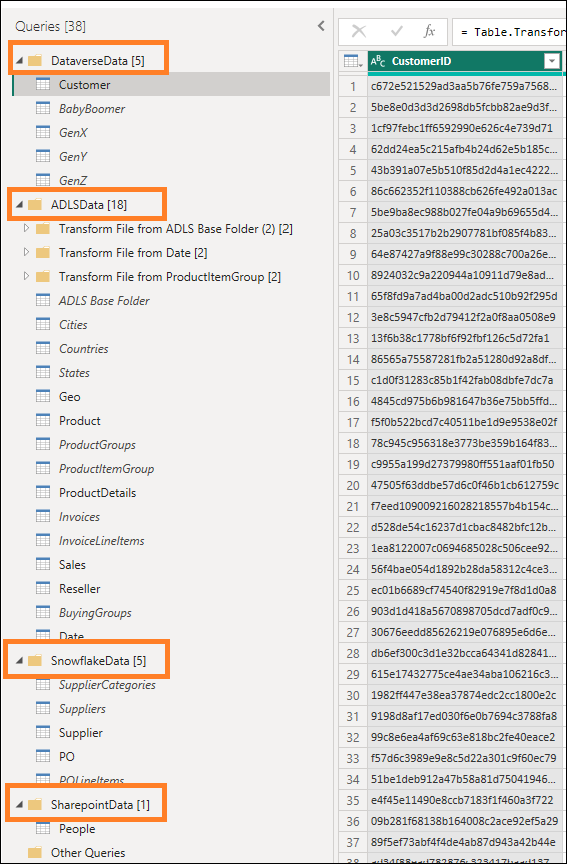 Queries [38]
DataverseData [5]
Customer
BabyBoomer
GenX
GenY
GenZ
ADLSData [18]
Transform File from ADLS Base Folder (2) [2]
Transform File from Date [2]
Transform File from ProductItemGroup [2]
ADLS Base Folder
Cities
Countries
States
Geo
Product
ProductGroups
ProductItemGroup
ProductDetails
Invoices
InvoiceLineItems
Sales
Reseller
BuyingGroups
Date
SnowflakeData [5]
SupplierCategories
Suppliers
Supplier
PO
POLineItems
SharepointData [1]
People
Other Queries
fx = Table.Transfor
ABC CustomerID
1 c672e521529ad3aa5b76fe759a7568...
2 5be8e0d3d3d2698db5fcbb82ae9d3f...
3 1cf97febc1ff6592990e626c4e739d71
4 62dd24ea5c215afb4b24d62e5b185c...
5 43b391a07e5b510f85d2d4a1ec4222...
6 86c662352f110388cb626fe492a013ac
7 5be9ba8ec988b027fe04a9b69655d4...
8 25a03c3517b2b2907781bf085f4b83...
9 64e87427a9f88e99c30288c700a26e...
10 8924032c9a220944a10911d79e8ad...
11 65f8fd9a7ad4ba00d2adc510b92f295d
12 3e8c5947cfb2d79412f2a0f8aa0508e9
13 13f6b38c1778bf6f92fbf126c5d72fa1
14 86565a75587281fb2a51280d92a8df...
15 c1d0f31283c85b1f42fab08dbfe7dc7a
16 4845cd975b6b981647b36e75bb5ffd...
17 f5f0b522bcd7c40511be1d9e9538e02f
18 78c945c956318e3773be359b164f83...
19 c9955a199d27379980ff551aaf01fb50
20 47505f63ddbe57d6c0f46b1cb612759c
21 f7eed109009216028218557b4b154c...
22 d528de54c16237d1cbac8482bfc12b...
23 1ea8122007c0694685028c506cee92...
24 56f4bae054d1892b28da58312c4ce3...
25 ec01b6689cf74540f82919e7f8d1d0a8
26 903d1d418a5670898705dcd7adf0c9...
27 30676eedd85626219e076895e6d6e...
28 db6ef300c3d1e32bcca64341d82841...
29 615e17432775ce4ae34aba106216c3...
30 1982ff447e38ea37874edc2cc1800e2c
31 9198d8af17ed030f6e0b7694c3788fa8
32 99c8e6ea4af69c63e818bc2fe40eace2
33 f57d6c3989e9e8c5d22a301c9f60ec79
34 51be1deb912a47b58a81d75041946...
35 e4f45e11490e8ccb7183f1f460a3f722
36 09b281f68138b164008c2ace92ef5a29
37 89f5ef73abf4f4de4ab87d943a42b44e
38